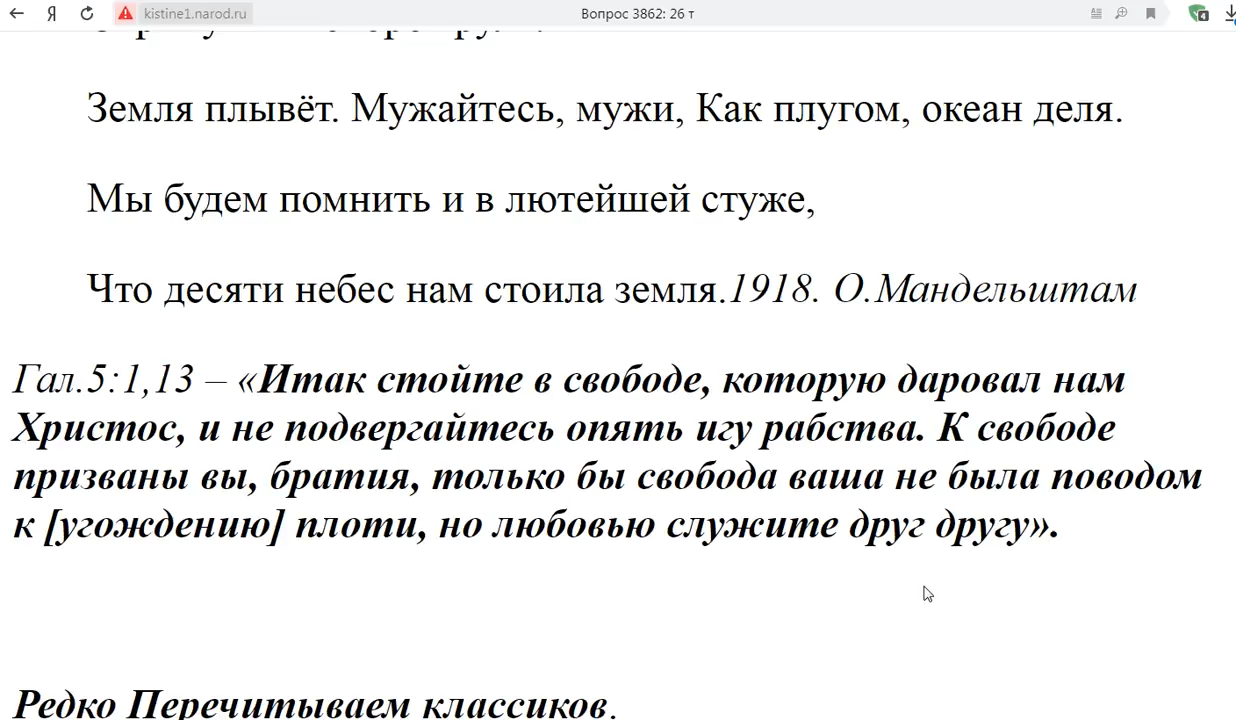 kistine1.narod.ru
Вопрос 3862: 26 т
Земля плывёт. Мужайтесь, мужи, Как плугом, океан деля.
Мы будем помнить и в лютейшей стуже,
Что десяти небес нам стоила земля.1918. О.Мандельштам
Гал.5:1,13 – «Итак стойте в свободе, которую даровал нам
Христос, и не подвергайтесь опять игу рабства. К свободе
призваны вы, братия, только бы свобода ваша не была поводом
к [угождению] плоти, но любовью служите друг другу».
Редко Перечитываем классиков.